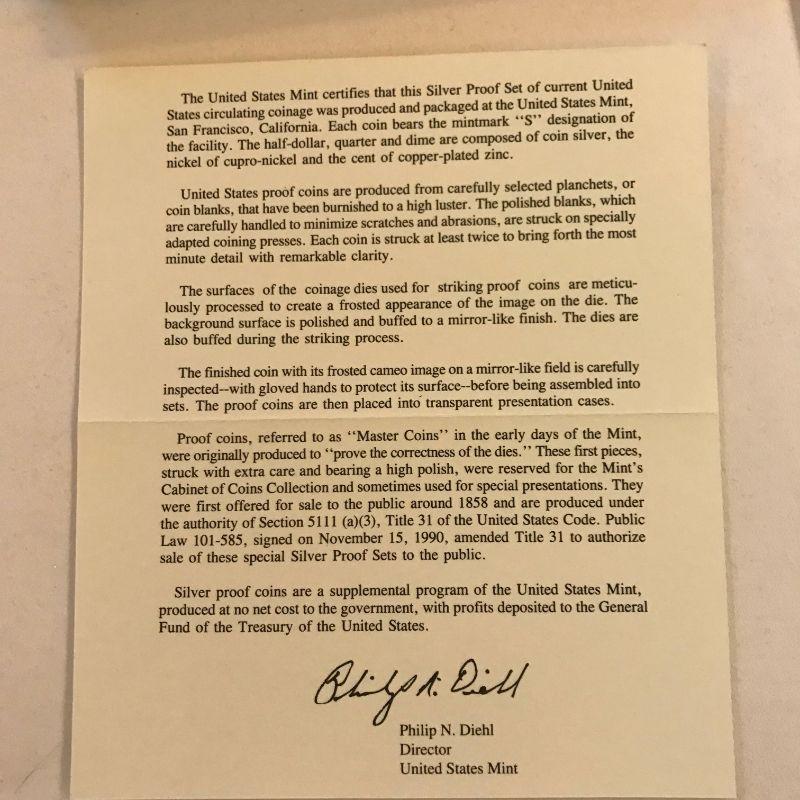 The United States Mint certifies that this Silver Proof Set of current United
States circulating coinage was produced and packaged at the United States Mint,
San Francisco, California. Each coin bears the mintmark "S" designation of
the facility. The half-dollar, quarter and dime are composed of coin silver, the
nickel of cupro-nickel and the cent of copper-plated zinc.
United States proof coins are produced from carefully selected planchets, or
coin blanks, that have been burnished to a high luster. The polished blanks, which
are carefully handled to minimize scratches and abrasions, are struck on specially
adapted coining presses. Each coin is struck at least twice to bring forth the most
minute detail with remarkable clarity.
The surfaces of the coinage dies used for striking proof coins are meticu-
lously processed to create a frosted appearance of the image on the die. The
background surface is polished and buffed to a mirror-like finish. The dies are
also buffed during the striking process.
The finished coin with its frosted cameo image on a mirror-like field is carefully
inspected--with gloved hands to protect its surface--before being assembled into
sets. The proof coins are then placed into transparent presentation cases.
Proof coins, referred to as "Master Coins" in the early days of the Mint,
were originally produced to "prove the correctness of the dies." These first pieces,
struck with extra care and bearing a high polish, were reserved for the Mint's
Cabinet of Coins Collection and sometimes used for special presentations. They
were first offered for sale to the public around 1858 and are produced under
the authority of Section 5111 (a)(3), Title 31 of the United States Code. Public
Law 101-585, signed on November 15, 1990, amended Title 31 to authorize
sale of these special Silver Proof Sets to the public.
Silver proof coins are a supplemental program of the United States Mint,
produced at no net cost to the government, with profits deposited to the General
Fund of the Treasury of the United States.
Philip N. Diehl
Philip N. Diehl
Director
United States Mint